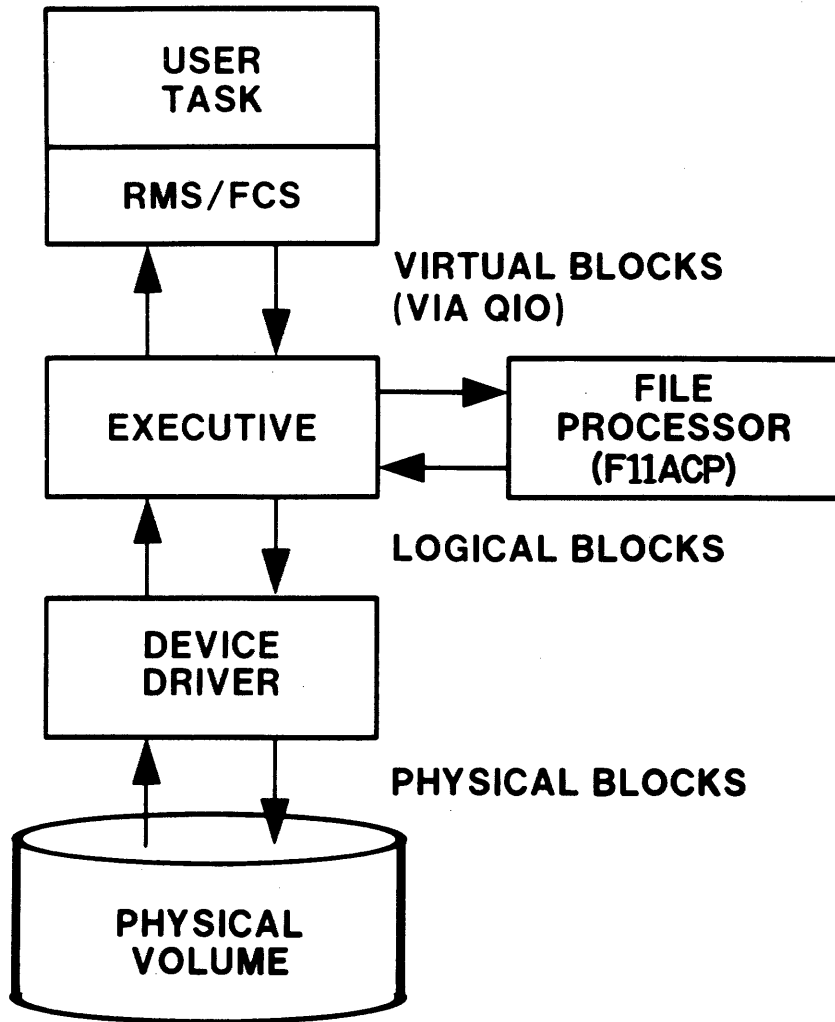 USER
TASK
RMS/FCS
VIRTUAL BLOCKS
(VIA QIO)
EXECUTIVE
FILE
PROCESSOR
(F11ACP)
LOGICAL BLOCKS
DEVICE
DRIVER
PHYSICAL BLOCKS
PHYSICAL
VOLUME